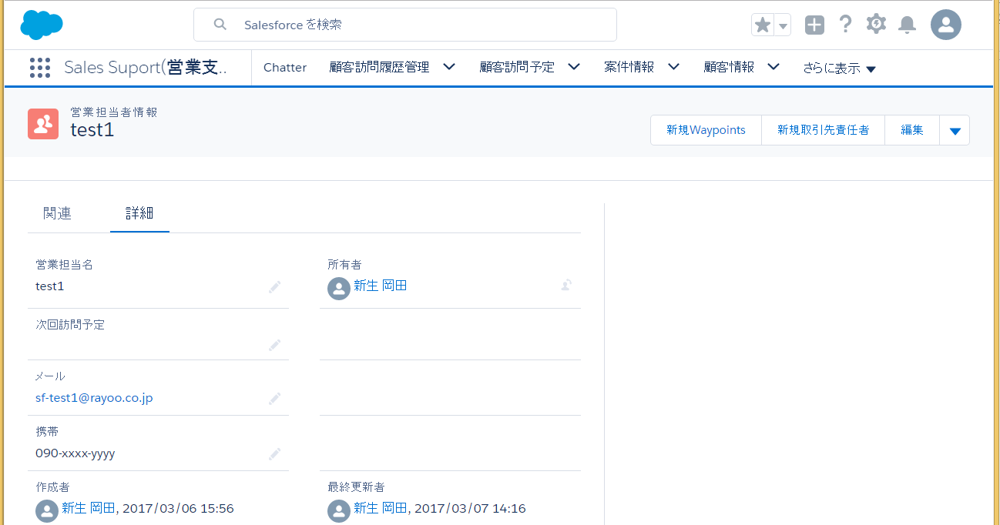 Salesforce を検索
Sales Suport(営業支..
Chatter 顧客訪問履歴管理 顧客訪問予定 案件情報 顧客情報 さらに表示
営業担当者情報
test1
新規Waypoints 新規取引先責任者 編集
関連 詳細
営業担当名 所有者
test1 新生 岡田
次回訪問予定
メール
sf-test1@rayoo.co.jp
携帯
090-xxxx-yyyy
作成者 最終更新者
新生 岡田, 2017/03/06 15:56 新生 岡田, 2017/03/07 14:16